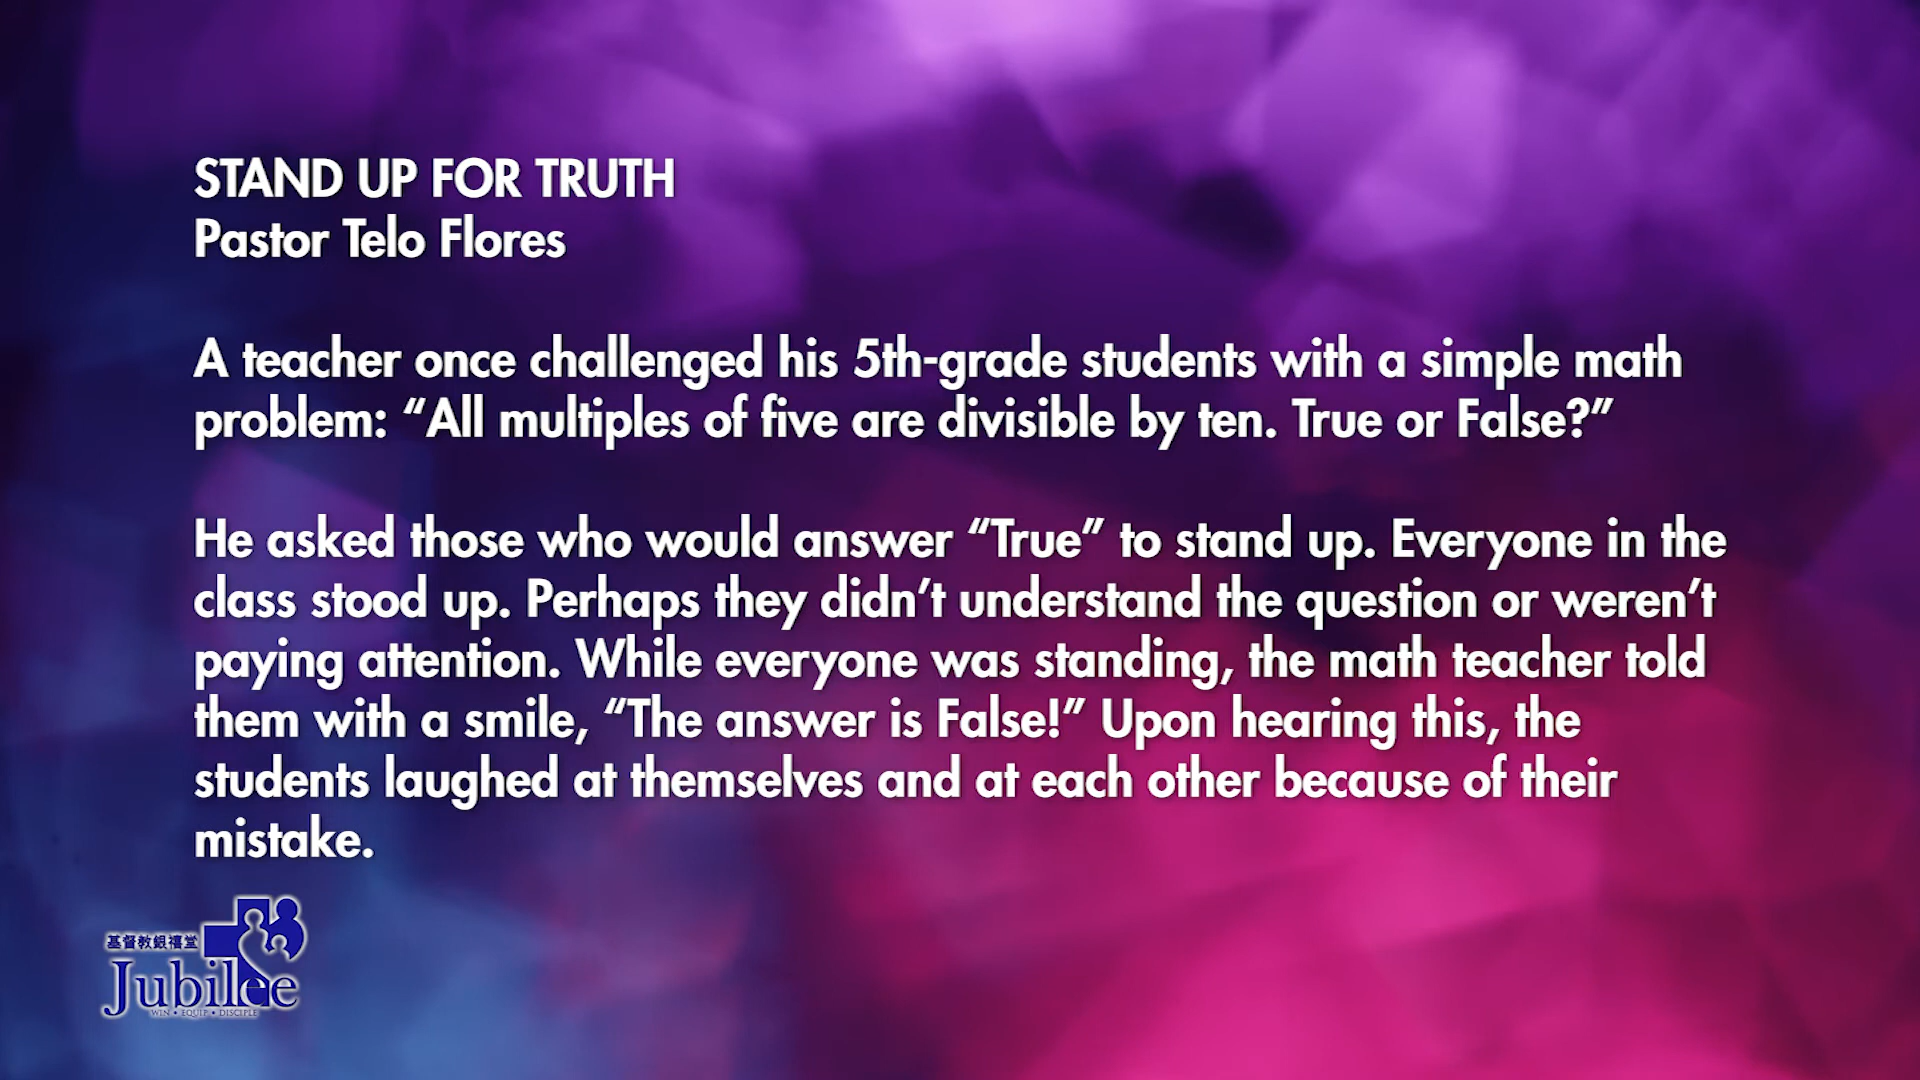 STAND UP FOR TRUTH
Pastor Telo Flores
A teacher once challenged his 5th-grade students with a simple math
problem: “All multiples of five are divisible by ten. True or False?”
He asked those who would answer “True” to stand up. Everyone in the
class stood up. Perhaps they didn’t understand the question or weren’t
paying attention. While everyone was standing, the math teacher told
them with a smile, “The answer is False!” Upon hearing this, the
students laughed at themselves and at each other because of their
mistake.
基督教銀禧堂
Jubilee
WIN • EQUIP • DISCIPLE